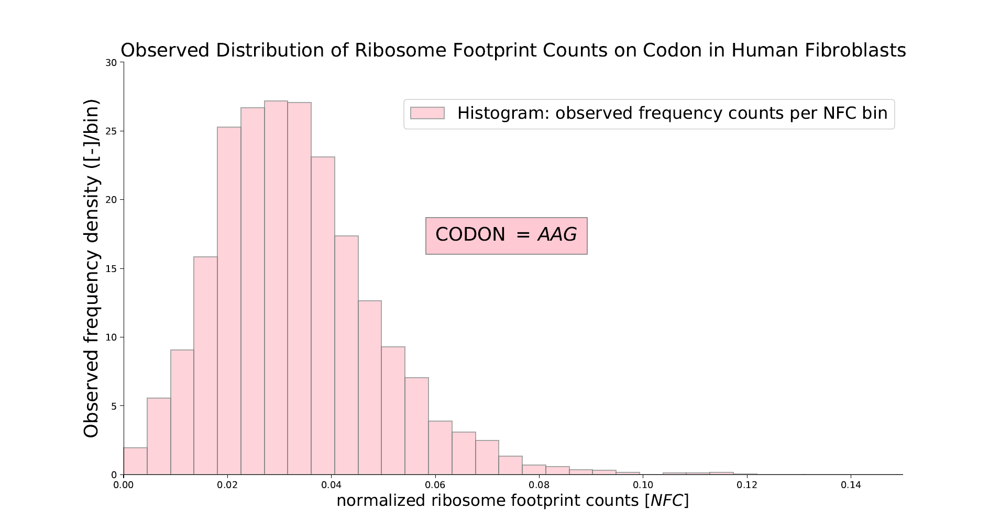 Observed Distribution of Ribosome Footprint Counts on Codon in Human Fibroblasts
Observed frequency density ([-]/bin)
30
25
20
15
10
5
0
Histogram: observed frequency counts per NFC bin
CODON = AAG
0.00 0.02 0.04 0.06 0.08 0.10 0.12 0.14
normalized ribosome footprint counts [NFC]